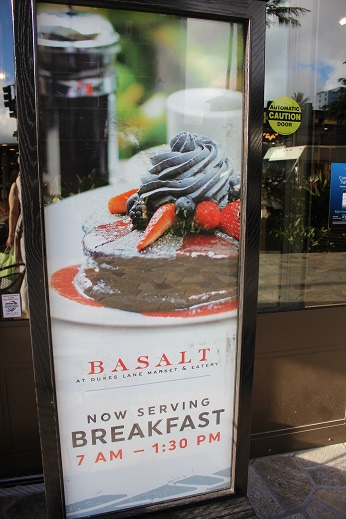 AUTOMATIC
CAUTION
DOOR
BASALT
AT DUKES LANE MARKET & EATERY
NOW SERVING
BREAKFAST
7 AM – 1:30 PM